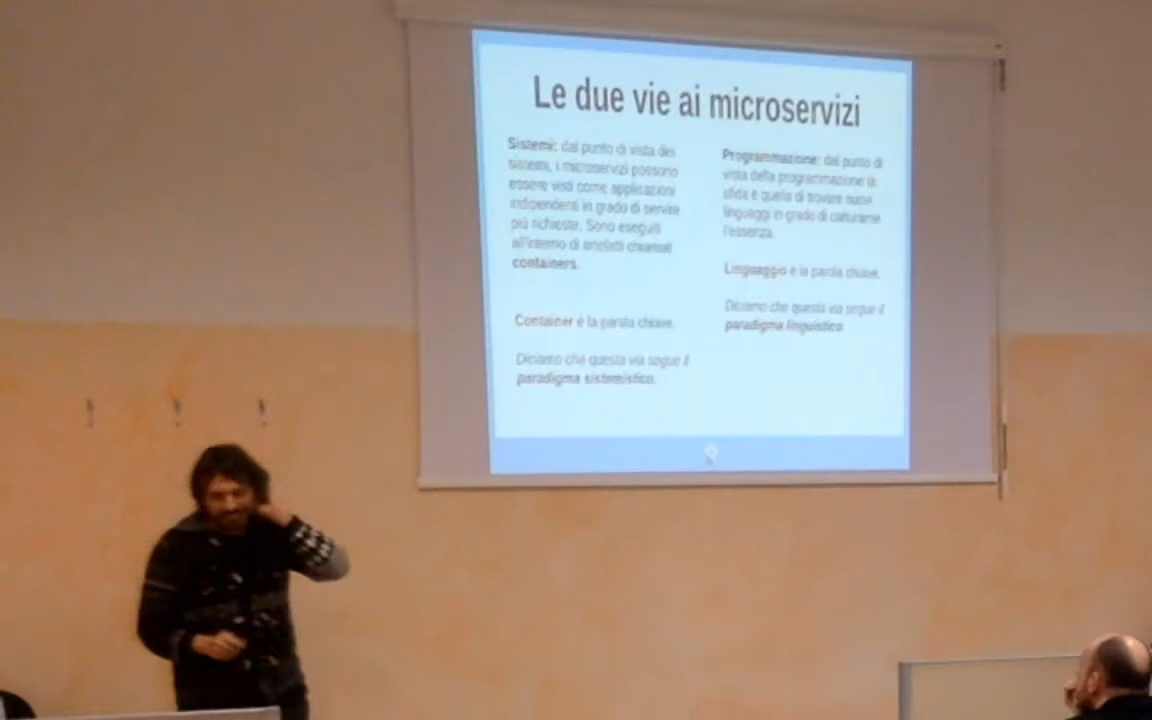 Le due vie ai microservizi
Sistemi: dal punto di vista dei
sistemi, i microservizi possono
essere visti come applicazioni
indipendenti in grado di servire
più richieste. Sono eseguiti
all'interno di artefatti chiamati
containers.
Container è la parola chiave.
Diciamo che questa via segue il
paradigma sistemistico.
Programmazione: dal punto di
vista della programmazione la
sfida è quella di trovare nuovi
linguaggi in grado di catturarne
l'essenza.
Linguaggio è la parola chiave.
Diciamo che questa via segue il
paradigma linguistico